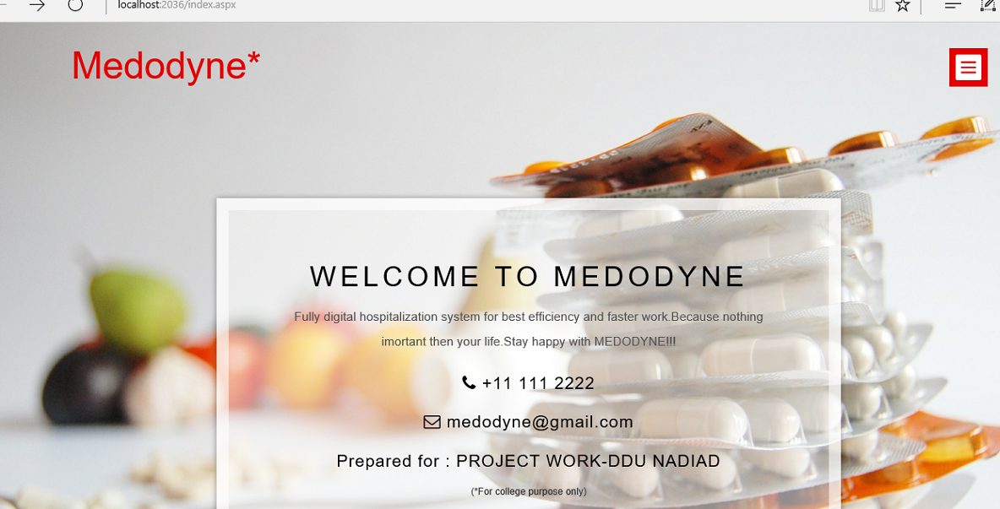 localhost:2036/index.aspx
Medodyne*
WELCOME TO MEDODYNE
Fully digital hospitalization system for best efficiency and faster work.Because nothing
imortant then your life.Stay happy with MEDODYNE!!!
+11 111 2222
medodyne@gmail.com
Prepared for : PROJECT WORK-DDU NADIAD
(*For college purpose only)